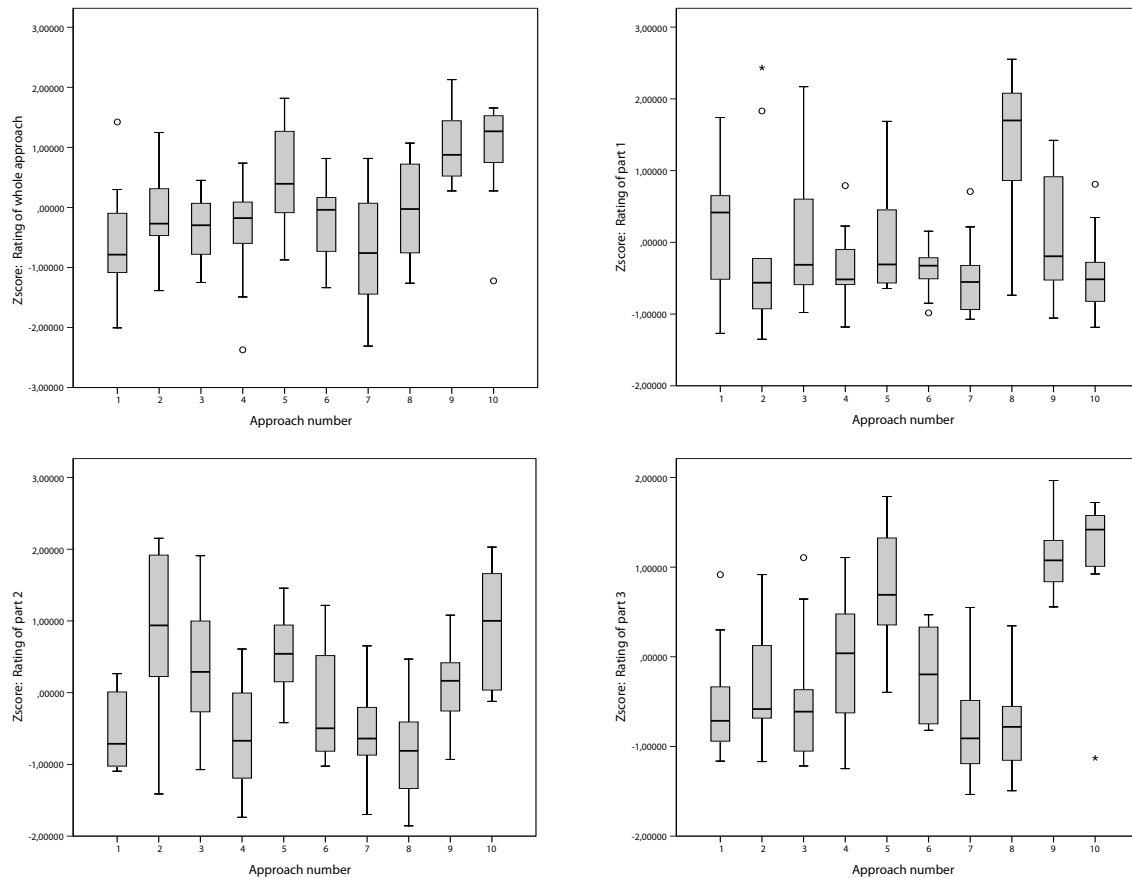 3,00000
2,00000
1,00000
,00000
-1,00000
-2,00000
-3,00000
Zscore: Rating of whole approach
1 2 3 4 5 6 7 8 9 10
Approach number
3,00000
2,00000
1,00000
,00000
-1,00000
-2,00000
Zscore: Rating of part 1
1 2 3 4 5 6 7 8 9 10
Approach number
3,00000
2,00000
1,00000
,00000
-1,00000
-2,00000
Zscore: Rating of part 2
1 2 3 4 5 6 7 8 9 10
Approach number
2,00000
1,00000
,00000
-1,00000
-2,00000
Zscore: Rating of part 3
1 2 3 4 5 6 7 8 9 10
Approach number